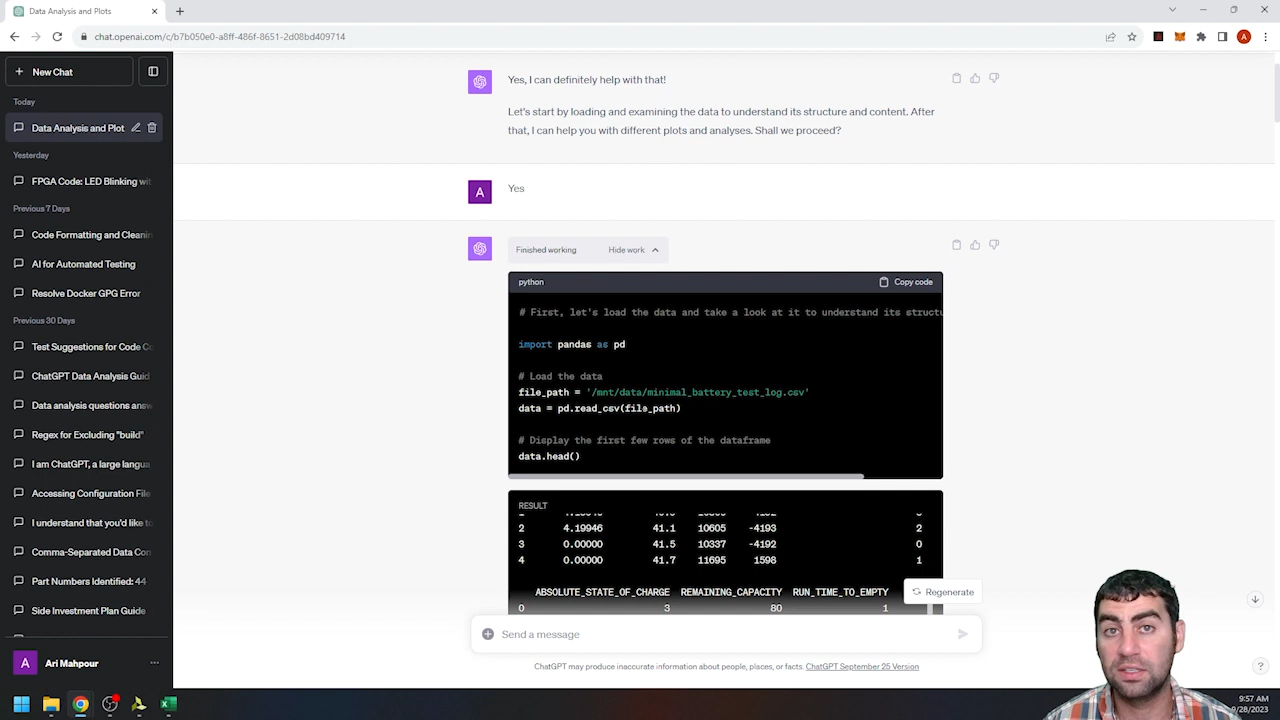 Data Analysis and Plots
chat.openai.com/c/b7b050e0-a8ff-486f-8651-2d08bd409714
A
New Chat
Today
Data Analysis and Plot
Yesterday
FPGA Code: LED Blinking wit
Previous 7 Days
Code Formatting and Cleanin
AI for Automated Testing
Resolve Docker GPG Error
Previous 30 Days
Test Suggestions for Code Co
ChatGPT Data Analysis Guid
Data analysis questions answ
Regex for Excluding "build"
I am ChatGPT, a large langua
Accessing Configuration File
I understand that you'd like to
Comma-Separated Data Con
Part Numbers Identified: 44
Side Investment Plan Guide
A
Ari Mahpour
Yes, I can definitely help with that!
Let's start by loading and examining the data to understand its structure and content. After
that, I can help you with different plots and analyses. Shall we proceed?
A
Yes
Finished working Hide work
python Copy code
# First, let's load the data and take a look at it to understand its structu
import pandas as pd
# Load the data
file_path = '/mnt/data/minimal_battery_test_log.csv'
data = pd.read_csv(file_path)
# Display the first few rows of the dataframe
data.head()
RESULT
2 4.19946 41.1 10605 -4193 2
3 0.00000 41.5 10337 -4192 0
4 0.00000 41.7 11695 1598 1
ABSOLUTE_STATE_OF_CHARGE REMAINING_CAPACITY RUN_TIME_TO_EMPTY
0 3 80 1
Regenerate
Send a message
ChatGPT may produce inaccurate information about people, places, or facts. ChatGPT September 25 Version
?
9:57 AM
9/28/2023